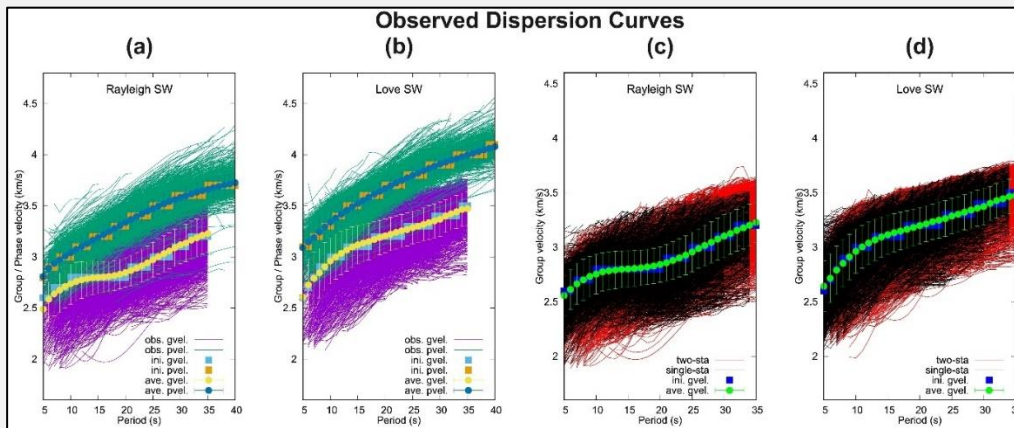 Observed Dispersion Curves
(a)
(b)
(c)
(d)
Rayleigh SW
Group / Phase velocity (km/s)
4.5
4
3.5
3
2.5
2
obs. gvel.
obs. pvel.
ini. gvel.
ini. pvel.
ave. gvel.
ave. pvel.
5 10 15 20 25 30 35 40
Period (s)
Love SW
Group / Phase velocity (km/s)
4.5
4
3.5
3
2.5
2
obs. gvel.
obs. pvel.
ini. gvel.
ini. pvel.
ave. gvel.
ave. pvel.
5 10 15 20 25 30 35 40
Period (s)
Rayleigh SW
Group velocity (km/s)
4.5
4
3.5
3
2.5
2
two-sta
single-sta
ini. gvel.
ave. gvel.
5 10 15 20 25 30 35
Period (s)
Love SW
Group velocity (km/s)
4.5
4
3.5
3
2.5
2
two-sta
single-sta
ini. gvel.
ave. gvel.
5 10 15 20 25 30 35
Period (s)